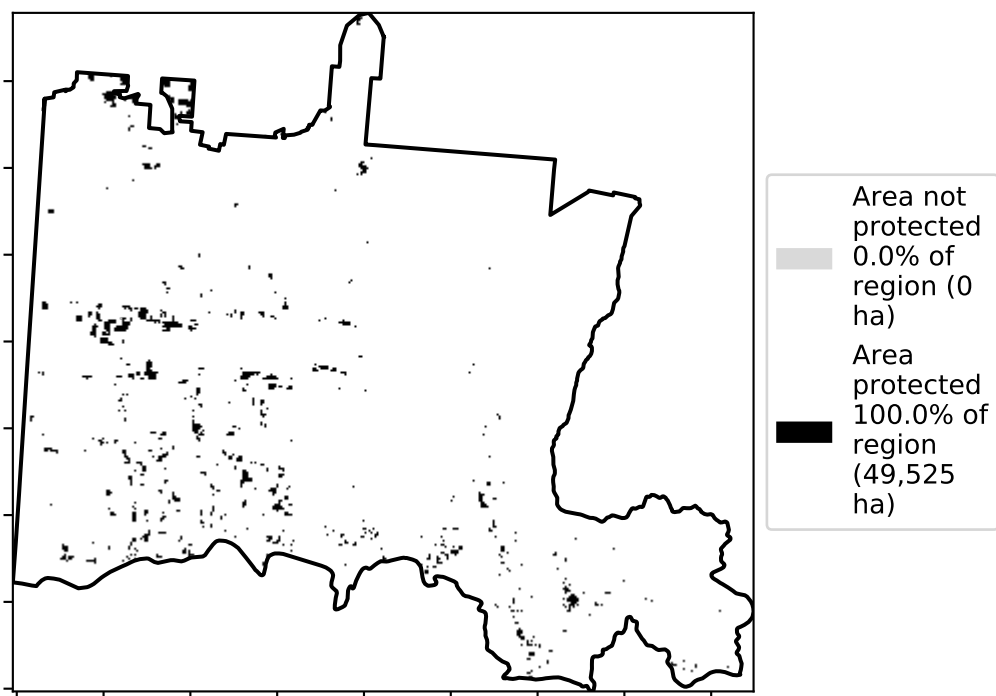 Area not
protected
0.0% of
region (0
ha)
Area
protected
100.0% of
region
(49,525
ha)